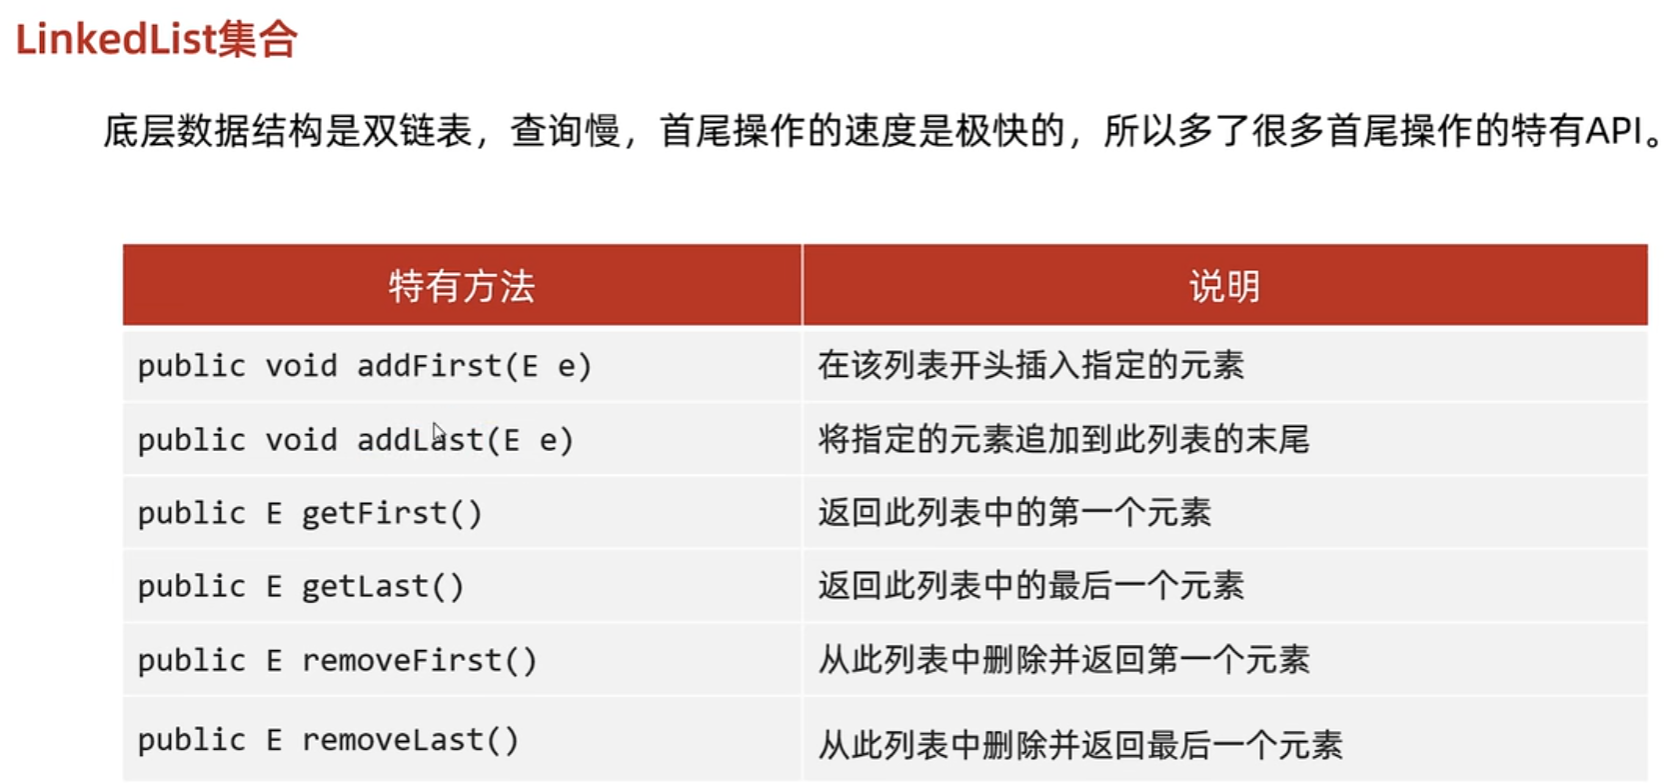 LinkedList集合
底层数据结构是双链表，查询慢，首尾操作的速度是极快的，所以多了很多首尾操作的特有API。
特有方法 说明
public void addFirst(E e) 在该列表开头插入指定的元素
public void addLast(E e) 将指定的元素追加到此列表的末尾
public E getFirst() 返回此列表中的第一个元素
public E getLast() 返回此列表中的最后一个元素
public E removeFirst() 从此列表中删除并返回第一个元素
public E removeLast() 从此列表中删除并返回最后一个元素